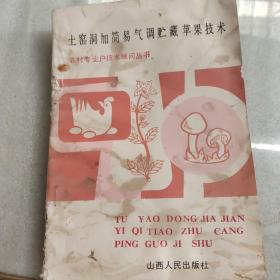 土窑洞加简易气调贮藏苹果技术
农村专业户技术顾问丛书
TU YAO DONG JIA JIAN
YI QI TIAO ZHU CANG
PING GUO JI SHU
山西人民出版社